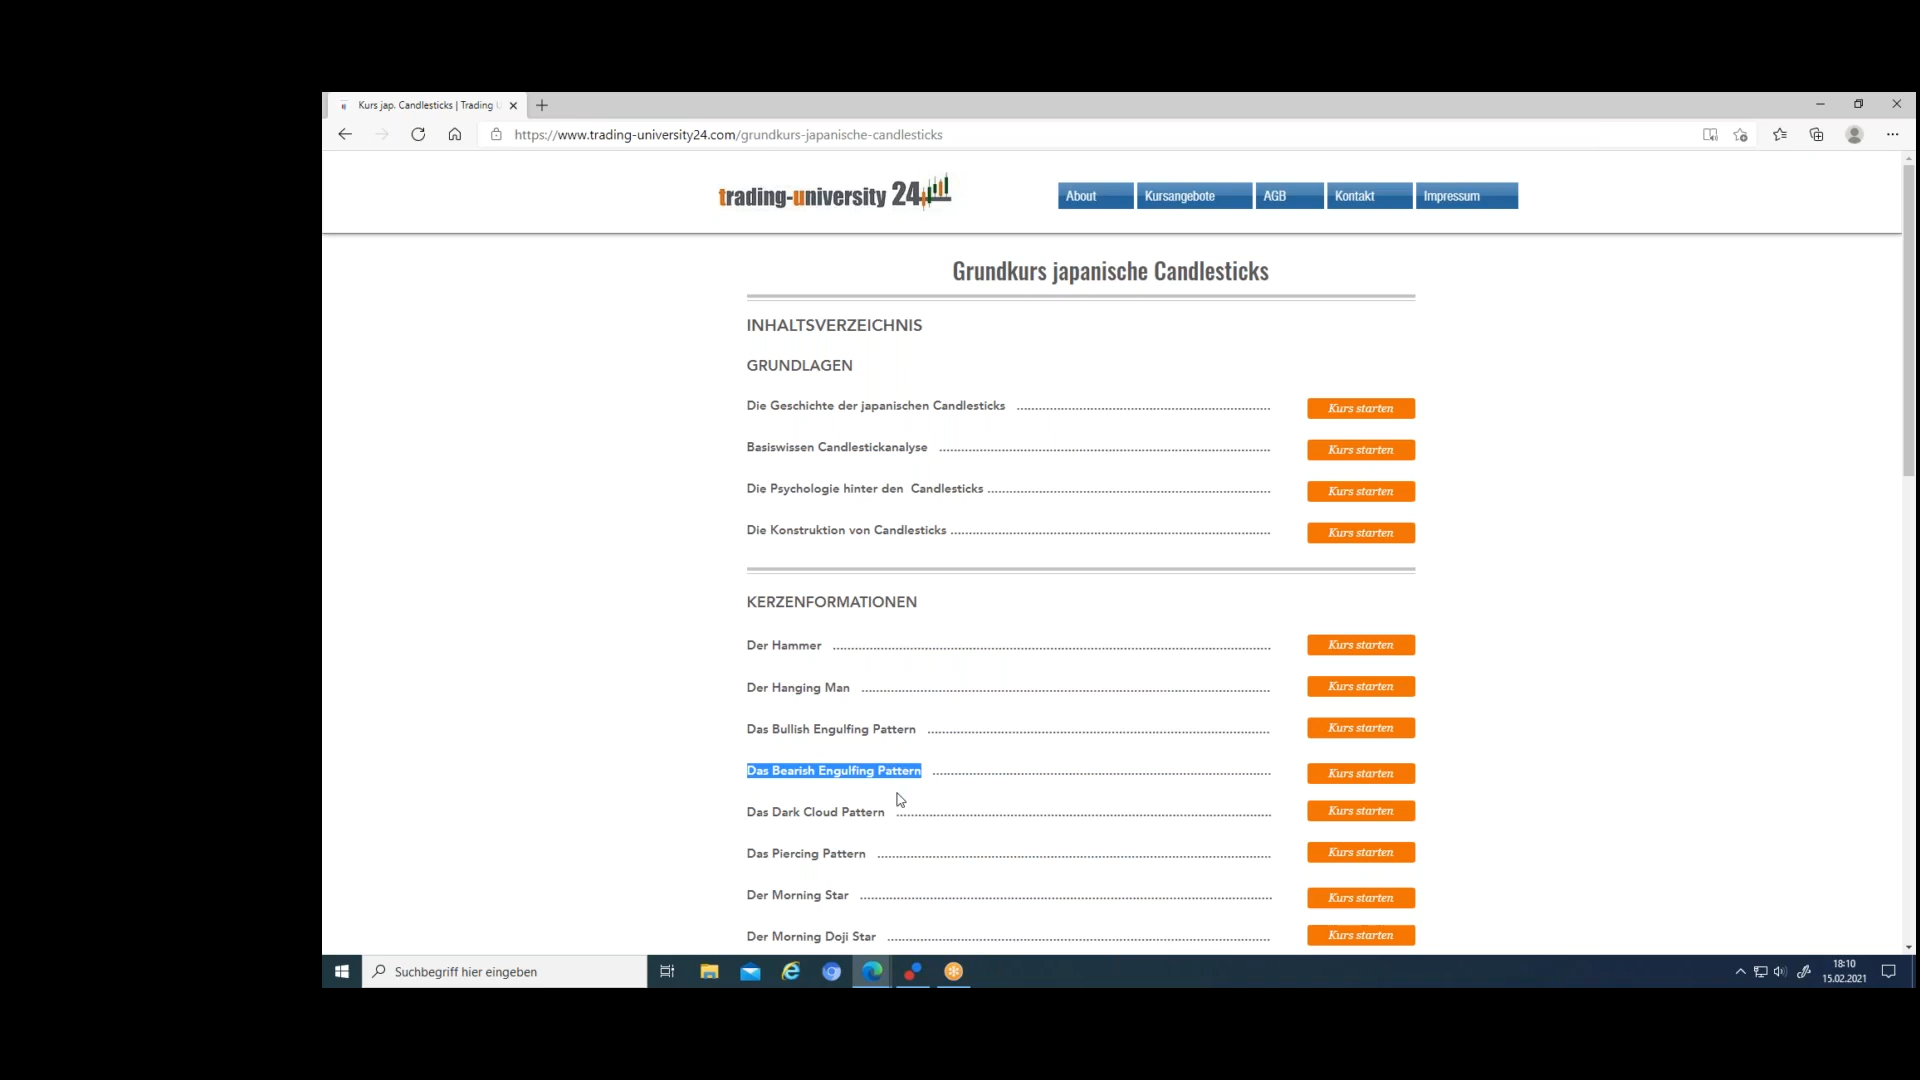 Kurs jap. Candlesticks | Trading
https://www.trading-university24.com/grundkurs-japanische-candlesticks
trading-university 24
About
Kursangebote
AGB
Kontakt
Impressum
Grundkurs japanische Candlesticks
INHALTSVERZEICHNIS
GRUNDLAGEN
Die Geschichte der japanischen Candlesticks Kurs starten
Basiswissen Candlestickanalyse Kurs starten
Die Psychologie hinter den Candlesticks Kurs starten
Die Konstruktion von Candlesticks Kurs starten
KERZENFORMATIONEN
Der Hammer Kurs starten
Der Hanging Man Kurs starten
Das Bullish Engulfing Pattern Kurs starten
Das Bearish Engulfing Pattern Kurs starten
Das Dark Cloud Pattern Kurs starten
Das Piercing Pattern Kurs starten
Der Morning Star Kurs starten
Der Morning Doji Star Kurs starten
Suchbegriff hier eingeben
18:10
15.02.2021